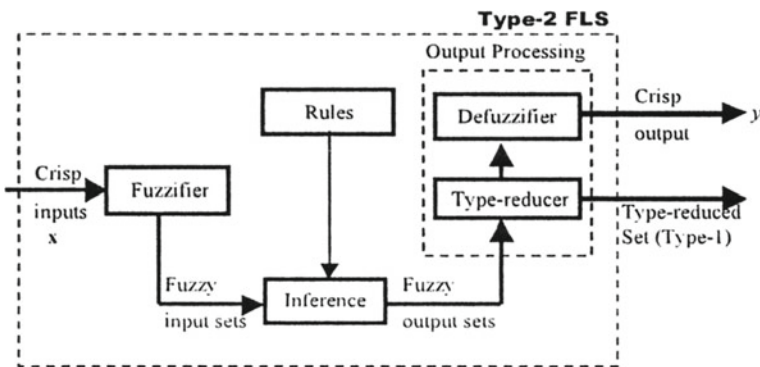 Type-2 FLS
Output Processing
Rules
Defuzzifier
Crisp
output
y
Crisp
inputs
x
Fuzzifier
Type-reducer
Type-reduced
Set (Type-1)
Fuzzy
input sets
Inference
Fuzzy
output sets